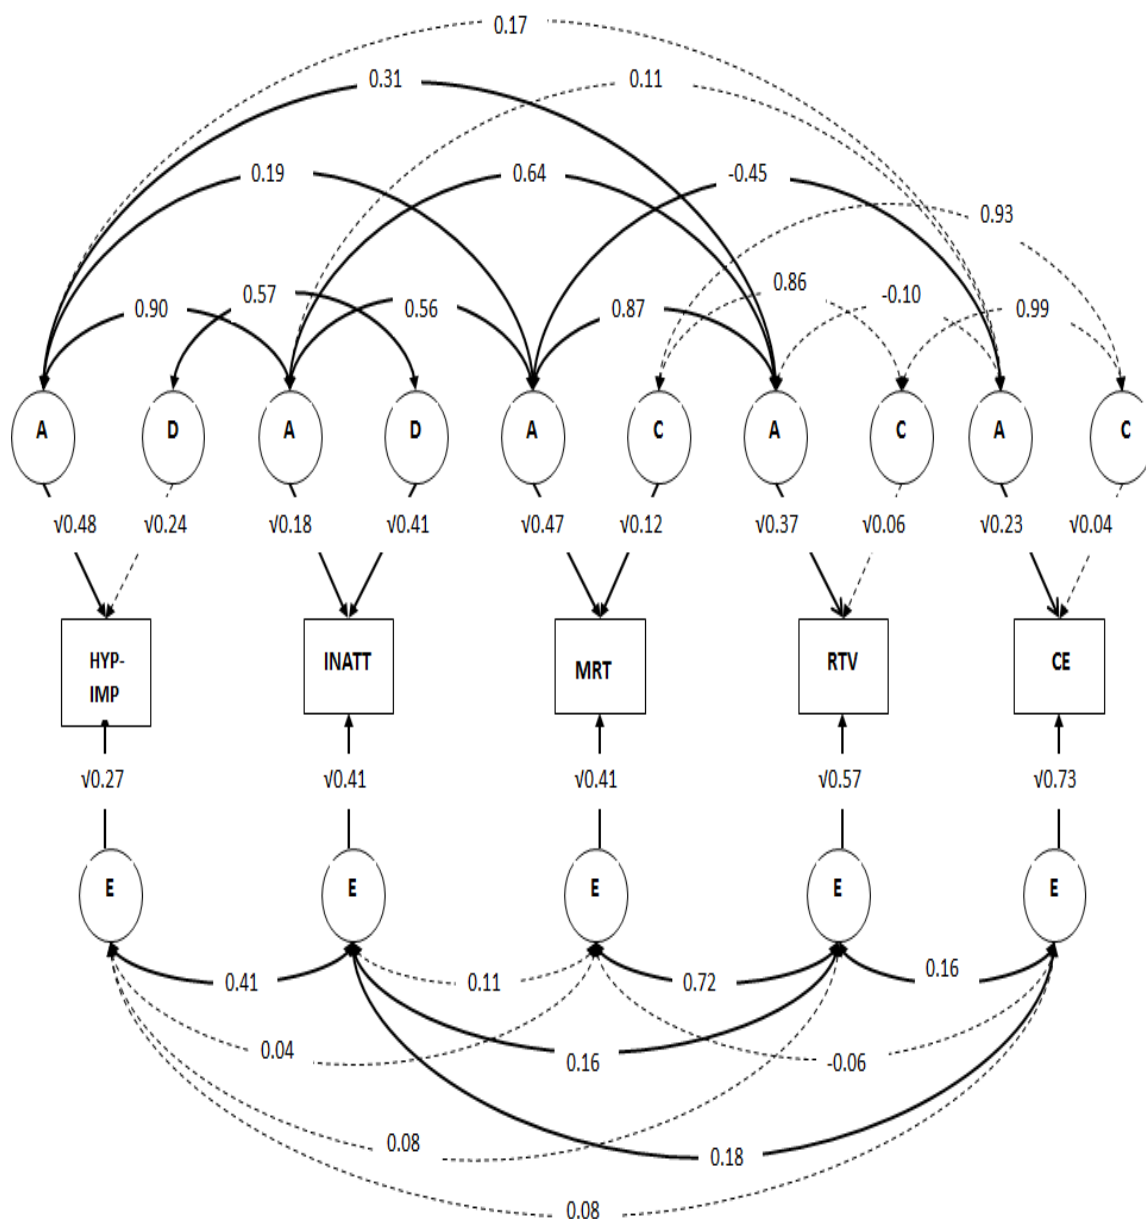 0.17
0.31 0.11
0.19 0.64 -0.45
0.93
0.90 0.57 0.56 0.87 0.86 -0.10 0.99
A D A D A C A C A C
√0.48 √0.24 √0.18 √0.41 √0.47 √0.12 √0.37 √0.06 √0.23 √0.04
HYP-
IMP
INATT
MRT
RTV
CE
√0.27 √0.41 √0.41 √0.57 √0.73
E E E E E
0.41 0.11 0.72 0.16
0.04 0.16 -0.06
0.08 0.18
0.08